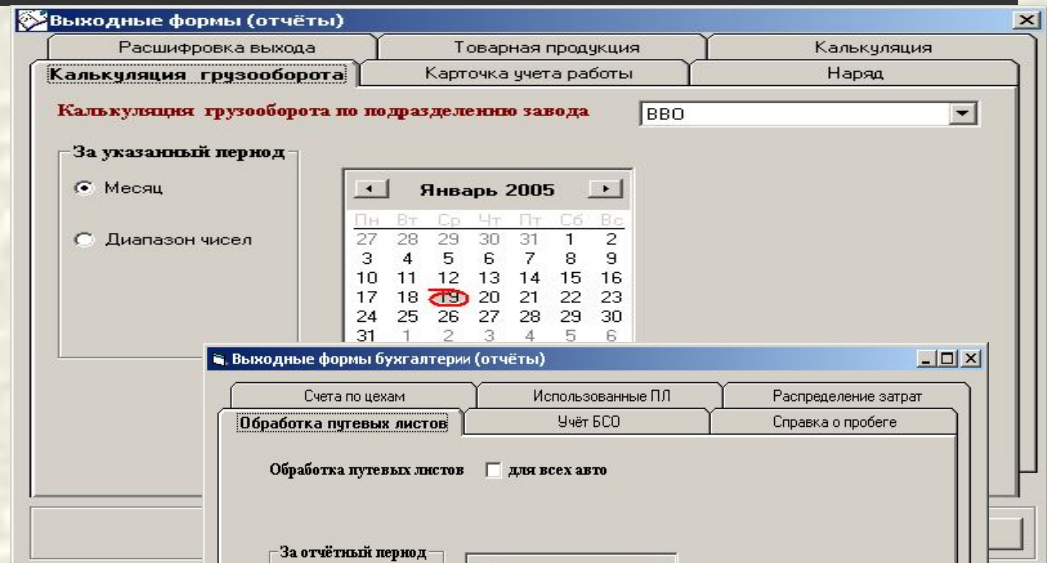 Выходные формы (отчёты)
Расшифровка выхода Товарная продукция Калькуляция
Калькуляция грузооборота Карточка учета работы Наряд
Калькуляция грузооборота по подразделению завода ВВО
За указанный период
Месяц
Диапазон чисел
Январь 2005
Пн Вт Ср Чт Пт Сб Вс
27 28 29 30 31 1 2
3 4 5 6 7 8 9
10 11 12 13 14 15 16
17 18 19 20 21 22 23
24 25 26 27 28 29 30
31 1 2 3 4 5 6
Выходные формы бухгалтерии (отчёты)
Счета по цехам Использованные ПЛ Распределение затрат
Обработка путевых листов Учёт БСО Справка о пробеге
Обработка путевых листов для всех авто
За отчётный период